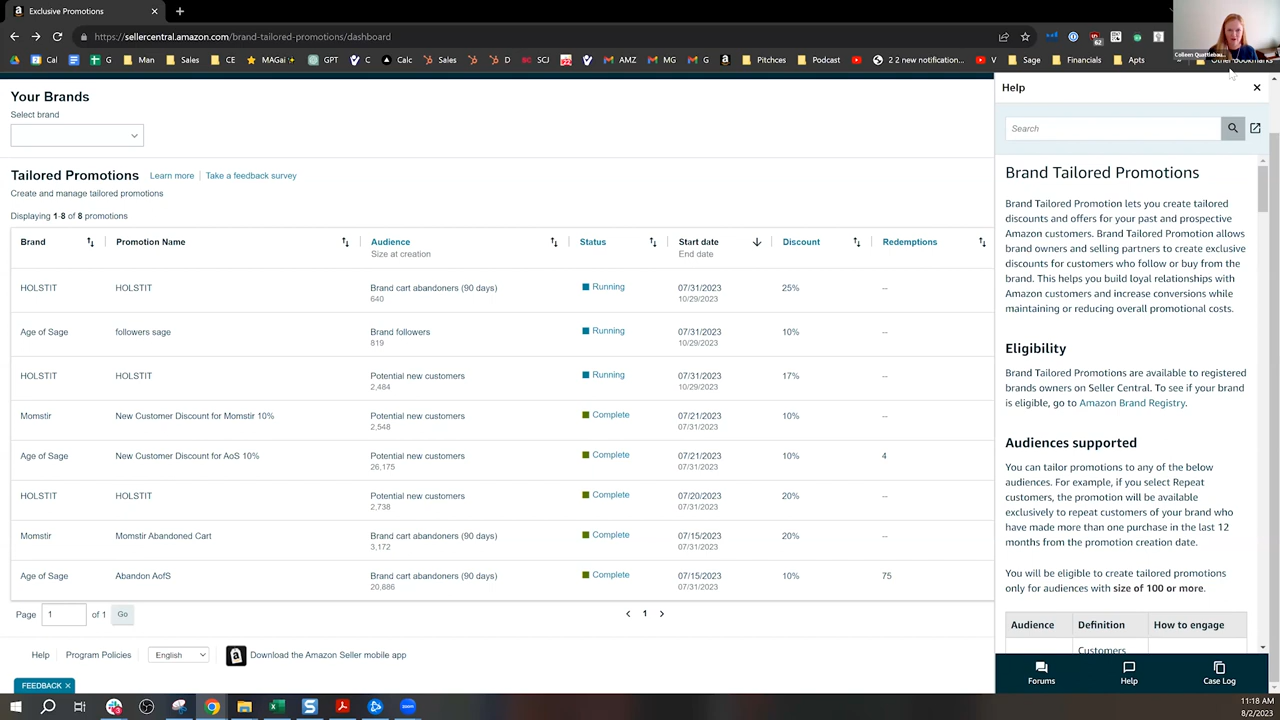 Exclusive Promotions
https://sellercentral.amazon.com/brand-tailored-promotions/dashboard
Colleen Quattlebau...
Cal
G
Man
Sales
CE
MAGai
GPT
C
Calc
Sales
SCJ
AMZ
MG
G
Pitches
Podcast
2 2 new notification...
V
Sage
Financials
Apts
Other Bookmarks
Your Brands
Select brand
Tailored Promotions Learn more Take a feedback survey
Create and manage tailored promotions
Displaying 1-8 of 8 promotions
Brand Promotion Name Audience Status Start date Discount Redemptions
Size at creation End date
HOLSTIT HOLSTIT Brand cart abandoners (90 days) Running 07/31/2023 25% --
640 10/29/2023
Age of Sage followers sage Brand followers Running 07/31/2023 10% --
819 10/29/2023
HOLSTIT HOLSTIT Potential new customers Running 07/31/2023 17% --
2,484 10/29/2023
Momstir New Customer Discount for Momstir 10% Potential new customers Complete 07/21/2023 10% --
2,548 07/31/2023
Age of Sage New Customer Discount for AoS 10% Potential new customers Complete 07/21/2023 10% 4
26,175 07/31/2023
HOLSTIT HOLSTIT Potential new customers Complete 07/20/2023 20% --
2,738 07/31/2023
Momstir Momstir Abandoned Cart Brand cart abandoners (90 days) Complete 07/15/2023 20% --
3,172 07/31/2023
Age of Sage Abandon AofS Brand cart abandoners (90 days) Complete 07/15/2023 10% 75
20,886 07/31/2023
Page 1 of 1 Go
1
Help Program Policies English Download the Amazon Seller mobile app
FEEDBACK
Help
Search
Brand Tailored Promotions
Brand Tailored Promotion lets you create tailored
discounts and offers for your past and prospective
Amazon customers. Brand Tailored Promotion allows
brand owners and selling partners to create exclusive
discounts for customers who follow or buy from the
brand. This helps you build loyal relationships with
Amazon customers and increase conversions while
maintaining or reducing overall promotional costs.
Eligibility
Brand Tailored Promotions are available to registered
brands owners on Seller Central. To see if your brand
is eligible, go to Amazon Brand Registry.
Audiences supported
You can tailor promotions to any of the below
audiences. For example, if you select Repeat
customers, the promotion will be available
exclusively to repeat customers of your brand who
have made more than one purchase in the last 12
months from the promotion creation date.
You will be eligible to create tailored promotions
only for audiences with size of 100 or more.
Audience Definition How to engage
Customers
Forums Help Case Log
11:18 AM
8/2/2023